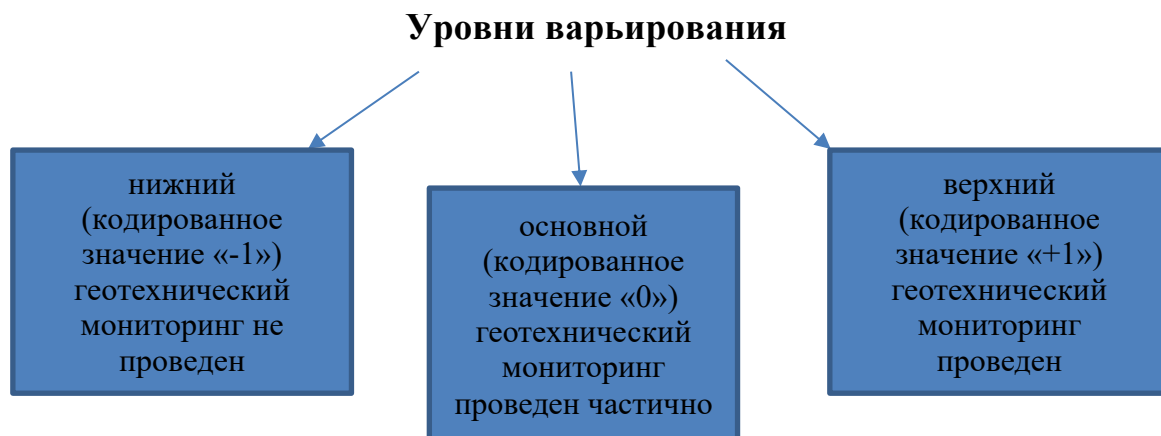 Уровни варьирования
нижний
(кодированное
значение «-1»)
геотехнический
мониторинг не
проведен
основной
(кодированное
значение «0»)
геотехнический
мониторинг
проведен частично
верхний
(кодированное
значение «+1»)
геотехнический
мониторинг
проведен